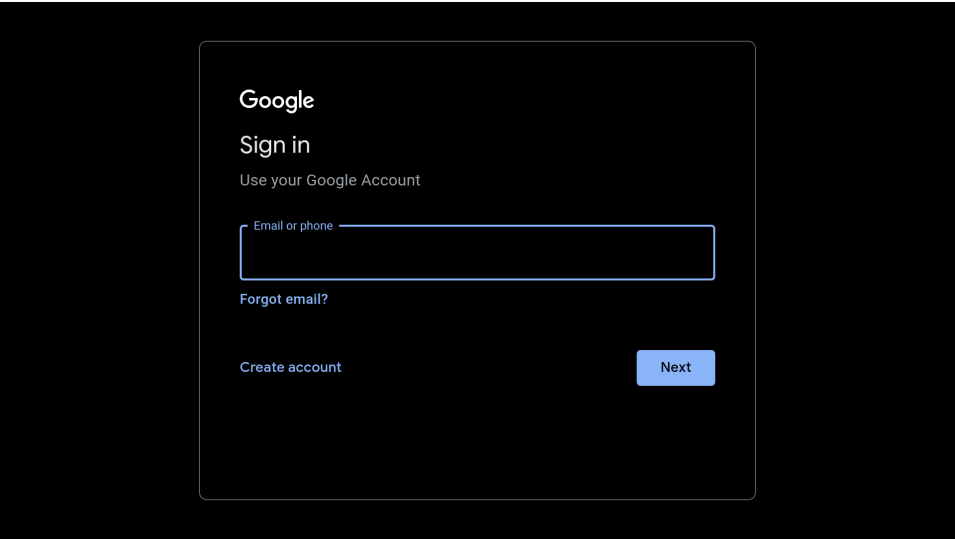 Google
Sign in
Use your Google Account
Email or phone
Forgot email?
Create account
Next